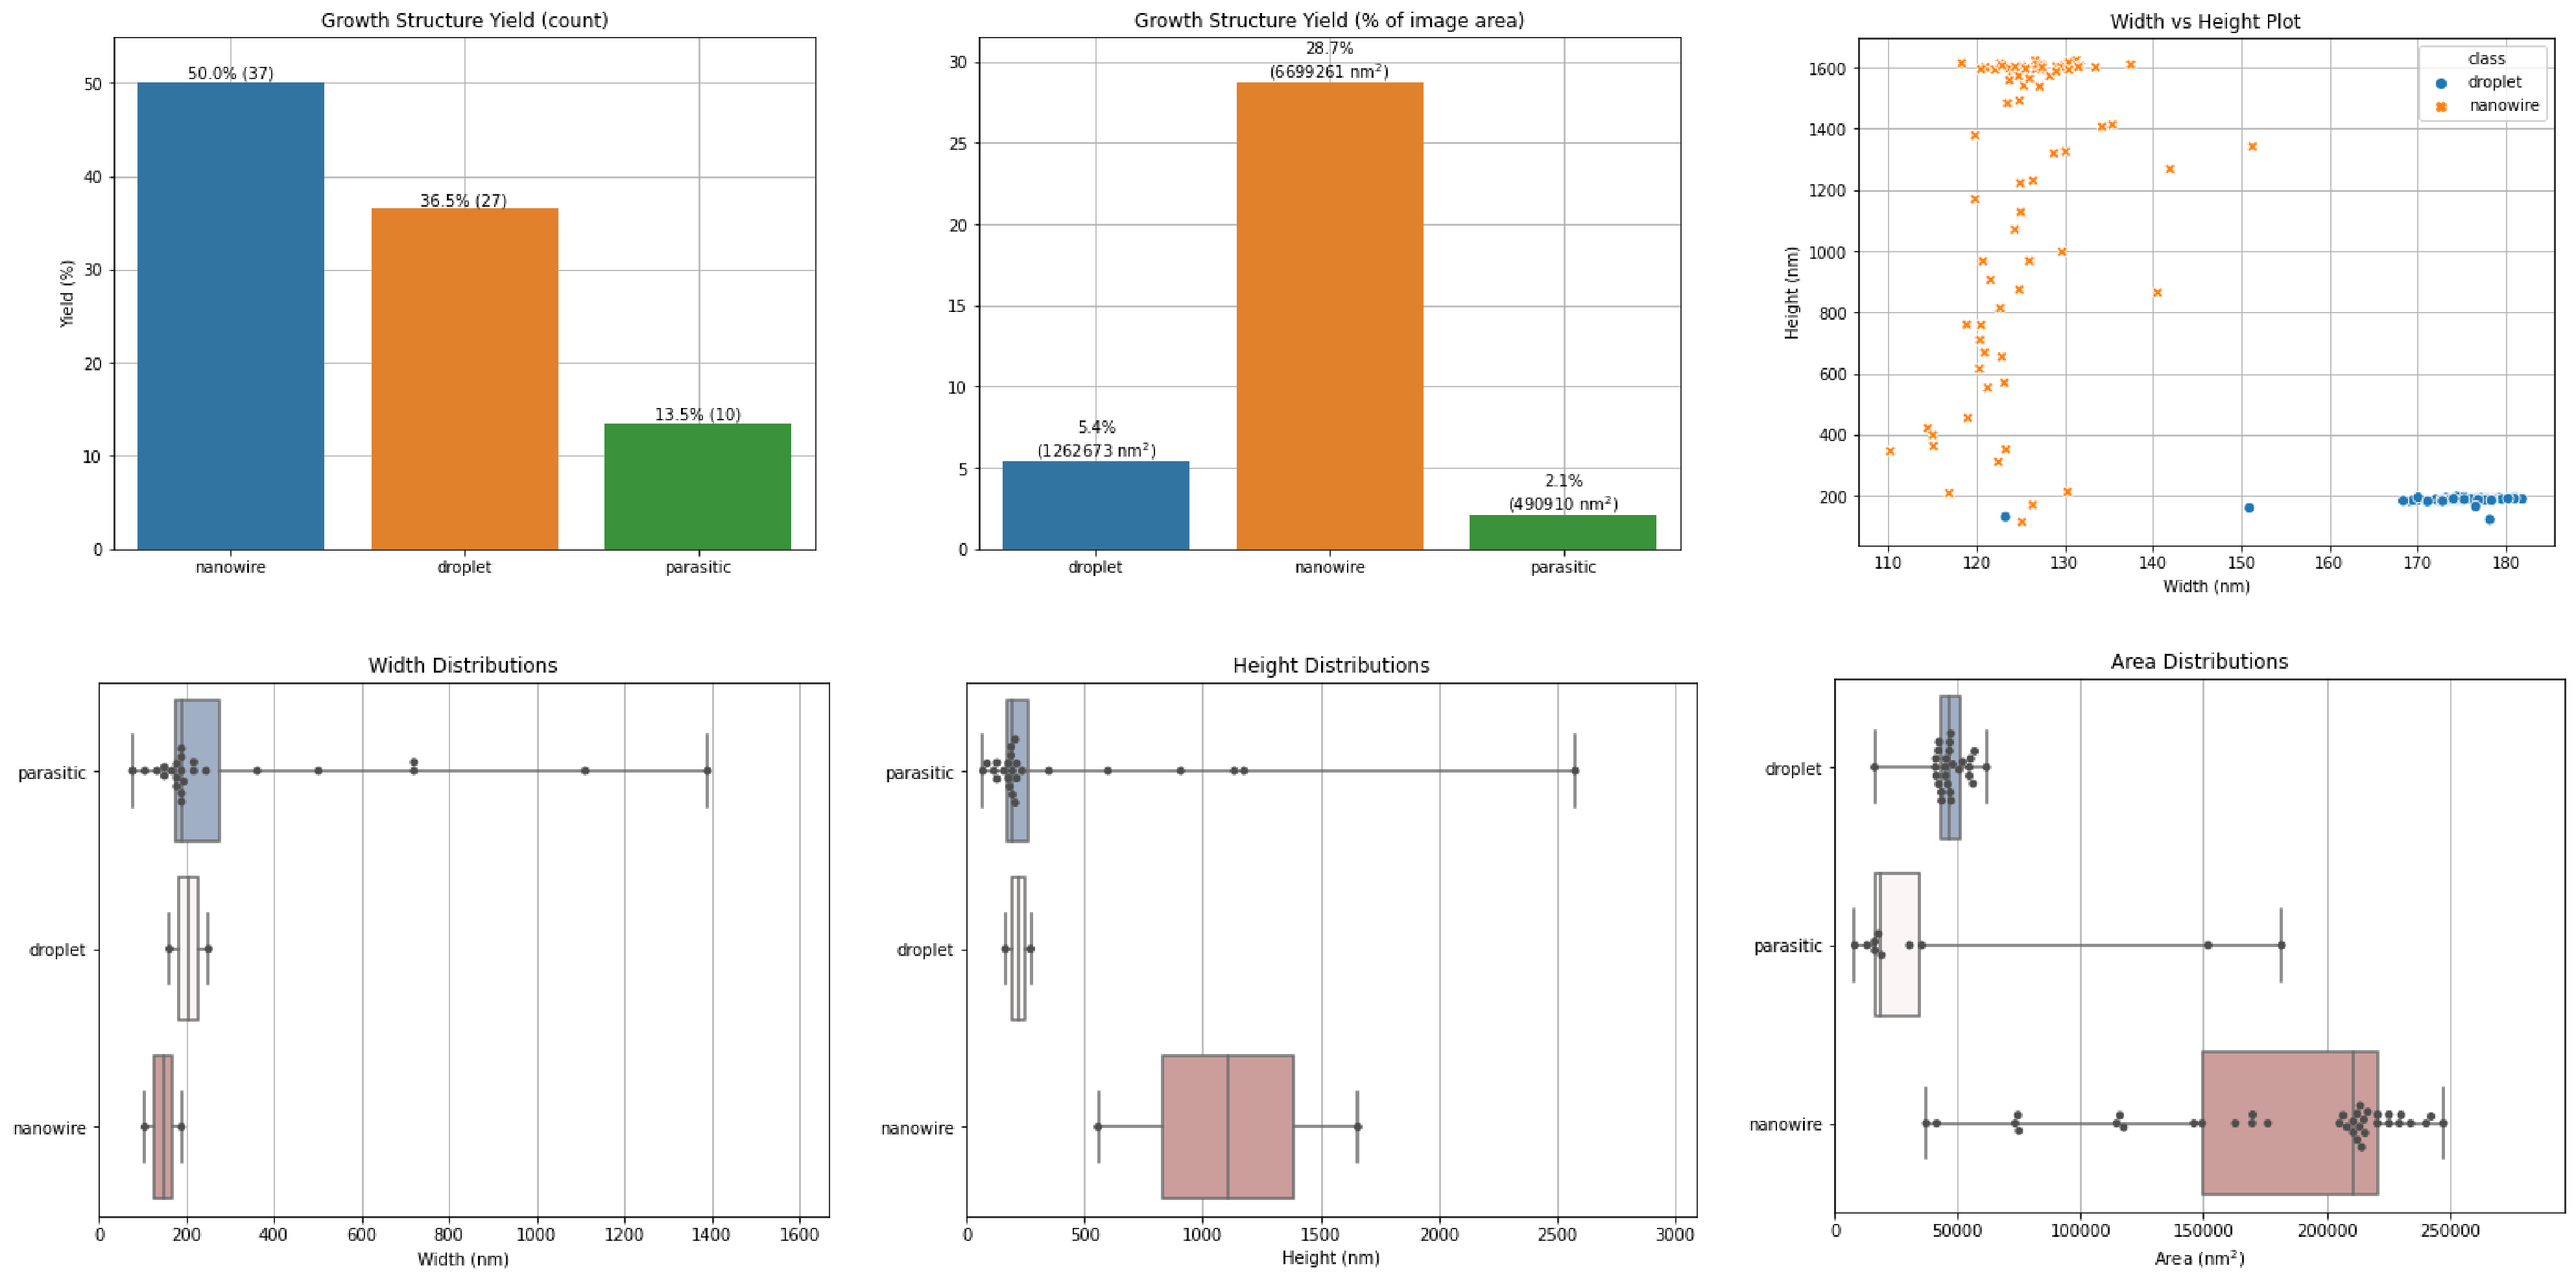 Growth Structure Yield (count)
50.0% (37)
36.5% (27)
13.5% (10)
Yield (%)
50
40
30
20
10
0
nanowire
droplet
parasitic
Growth Structure Yield (% of image area)
28.7%
(6699261 nm²)
5.4%
(1262673 nm²)
2.1%
(490910 nm²)
30
25
20
15
10
5
0
droplet
nanowire
parasitic
Width vs Height Plot
class
droplet
nanowire
Height (nm)
1600
1400
1200
1000
800
600
400
200
110
120
130
140
150
160
170
180
Width (nm)
Width Distributions
parasitic
droplet
nanowire
0
200
400
600
800
1000
1200
1400
1600
Width (nm)
Height Distributions
parasitic
droplet
nanowire
0
500
1000
1500
2000
2500
3000
Height (nm)
Area Distributions
droplet
parasitic
nanowire
0
50000
100000
150000
200000
250000
Area (nm²)